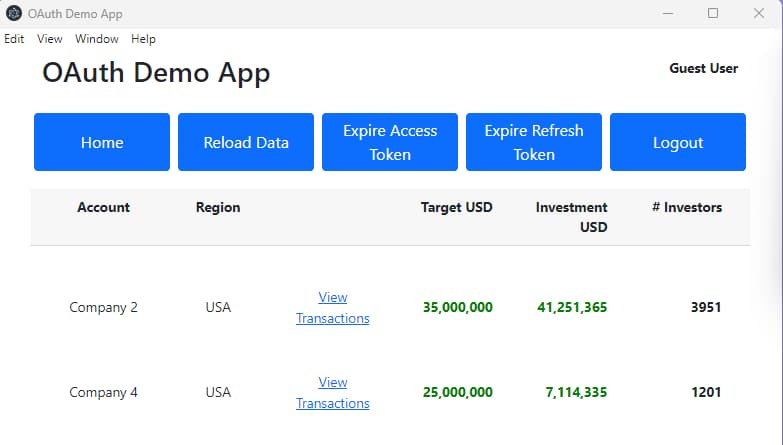 OAuth Demo App
Edit View Window Help
OAuth Demo App
Guest User
Home
Reload Data
Expire Access
Token
Expire Refresh
Token
Logout
Account Region Target USD Investment
USD # Investors
Company 2 USA View
Transactions 35,000,000 41,251,365 3951
Company 4 USA View
Transactions 25,000,000 7,114,335 1201